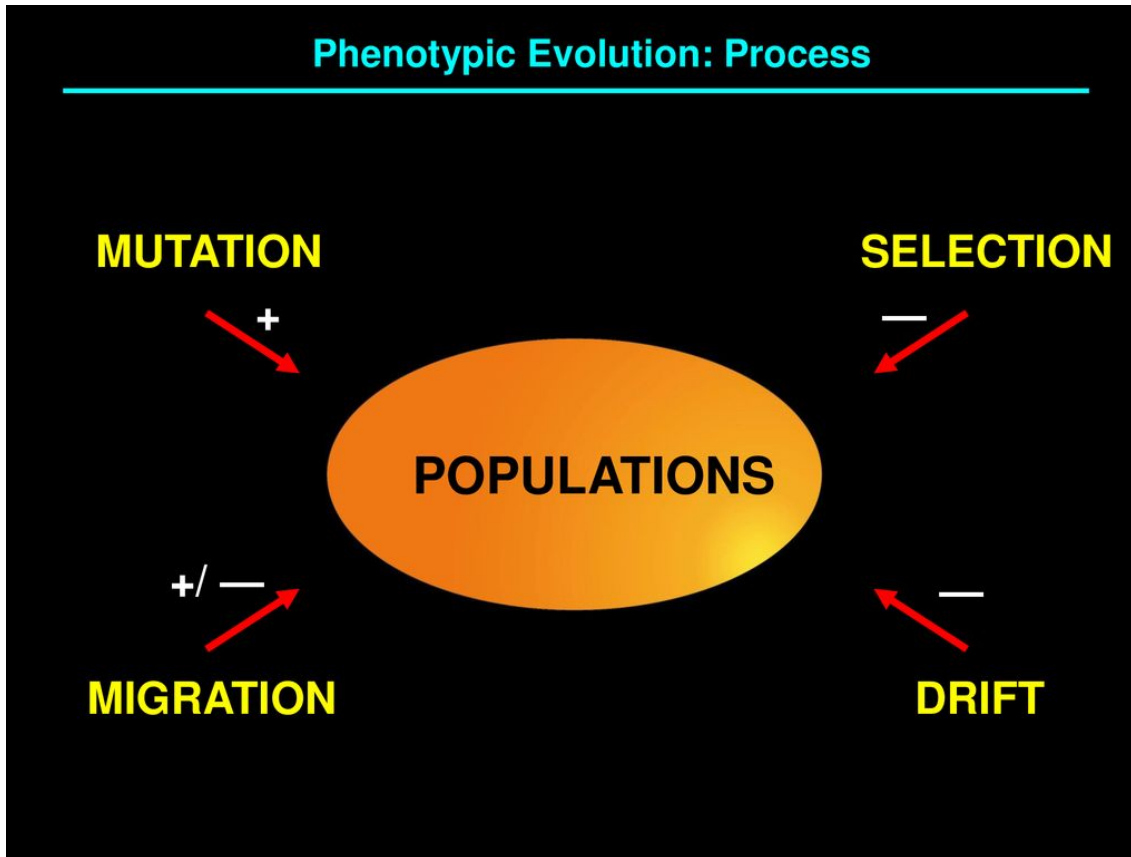 Phenotypic Evolution: Process
MUTATION
SELECTION
+
—
POPULATIONS
+/ —
—
MIGRATION
DRIFT